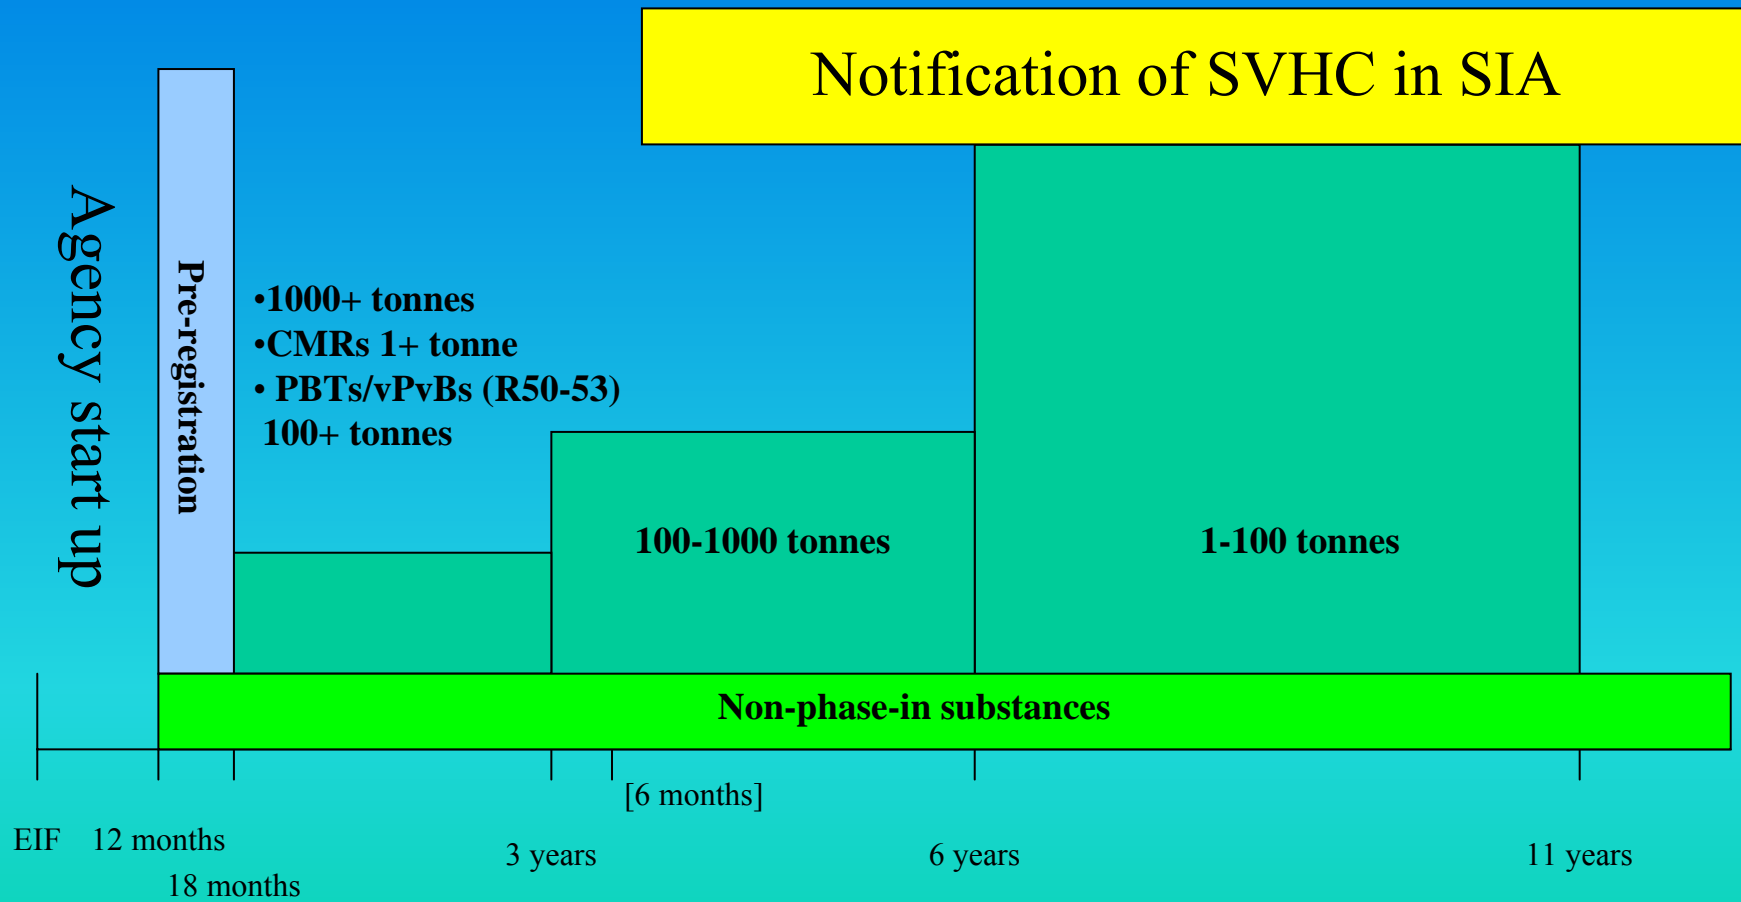 Notification of SVHC in SIA
Agency start up
Pre-registration
•1000+ tonnes
•CMRs 1+ tonne
• PBTs/vPvBs (R50-53)
100+ tonnes
100-1000 tonnes
1-100 tonnes
Non-phase-in substances
[6 months]
EIF 12 months
3 years
6 years
11 years
18 months